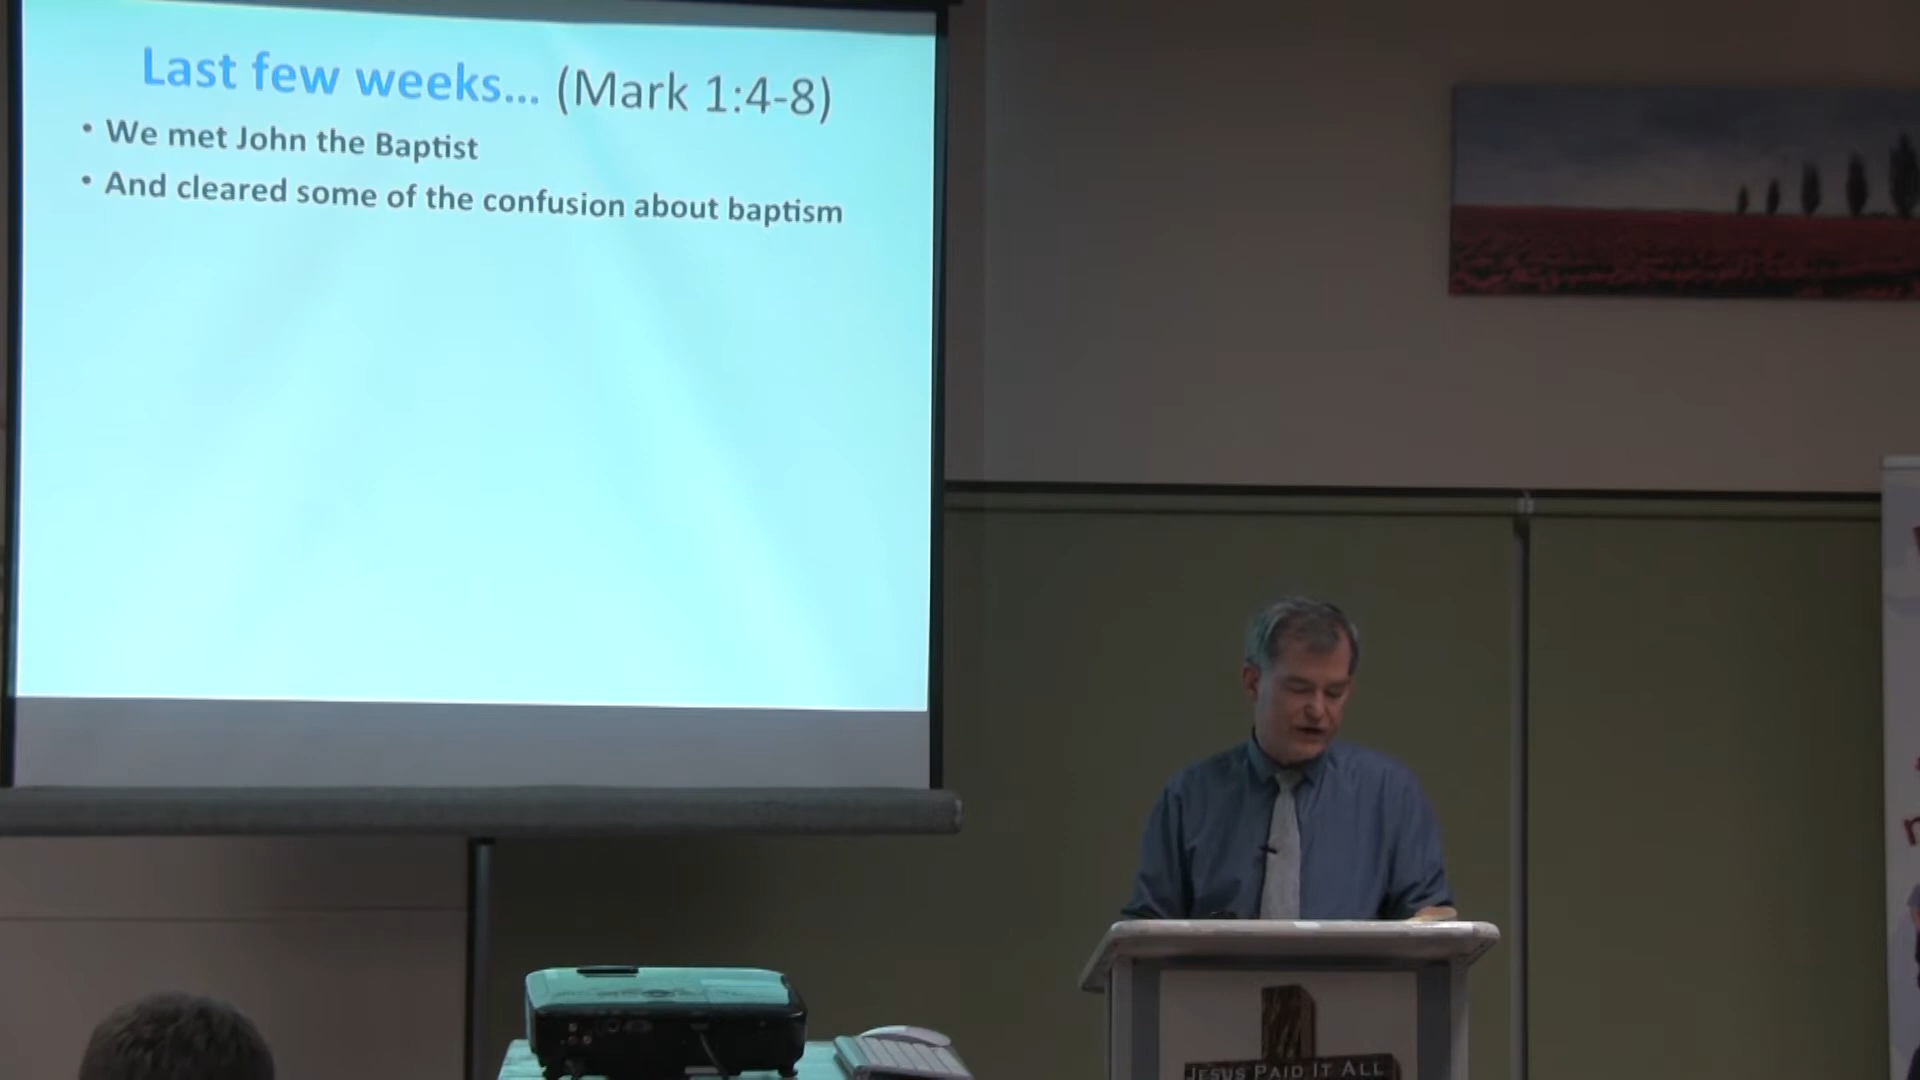 Last few weeks... (Mark 1:4-8)
• We met John the Baptist
• And cleared some of the confusion about baptism
JESUS PAID IT ALL